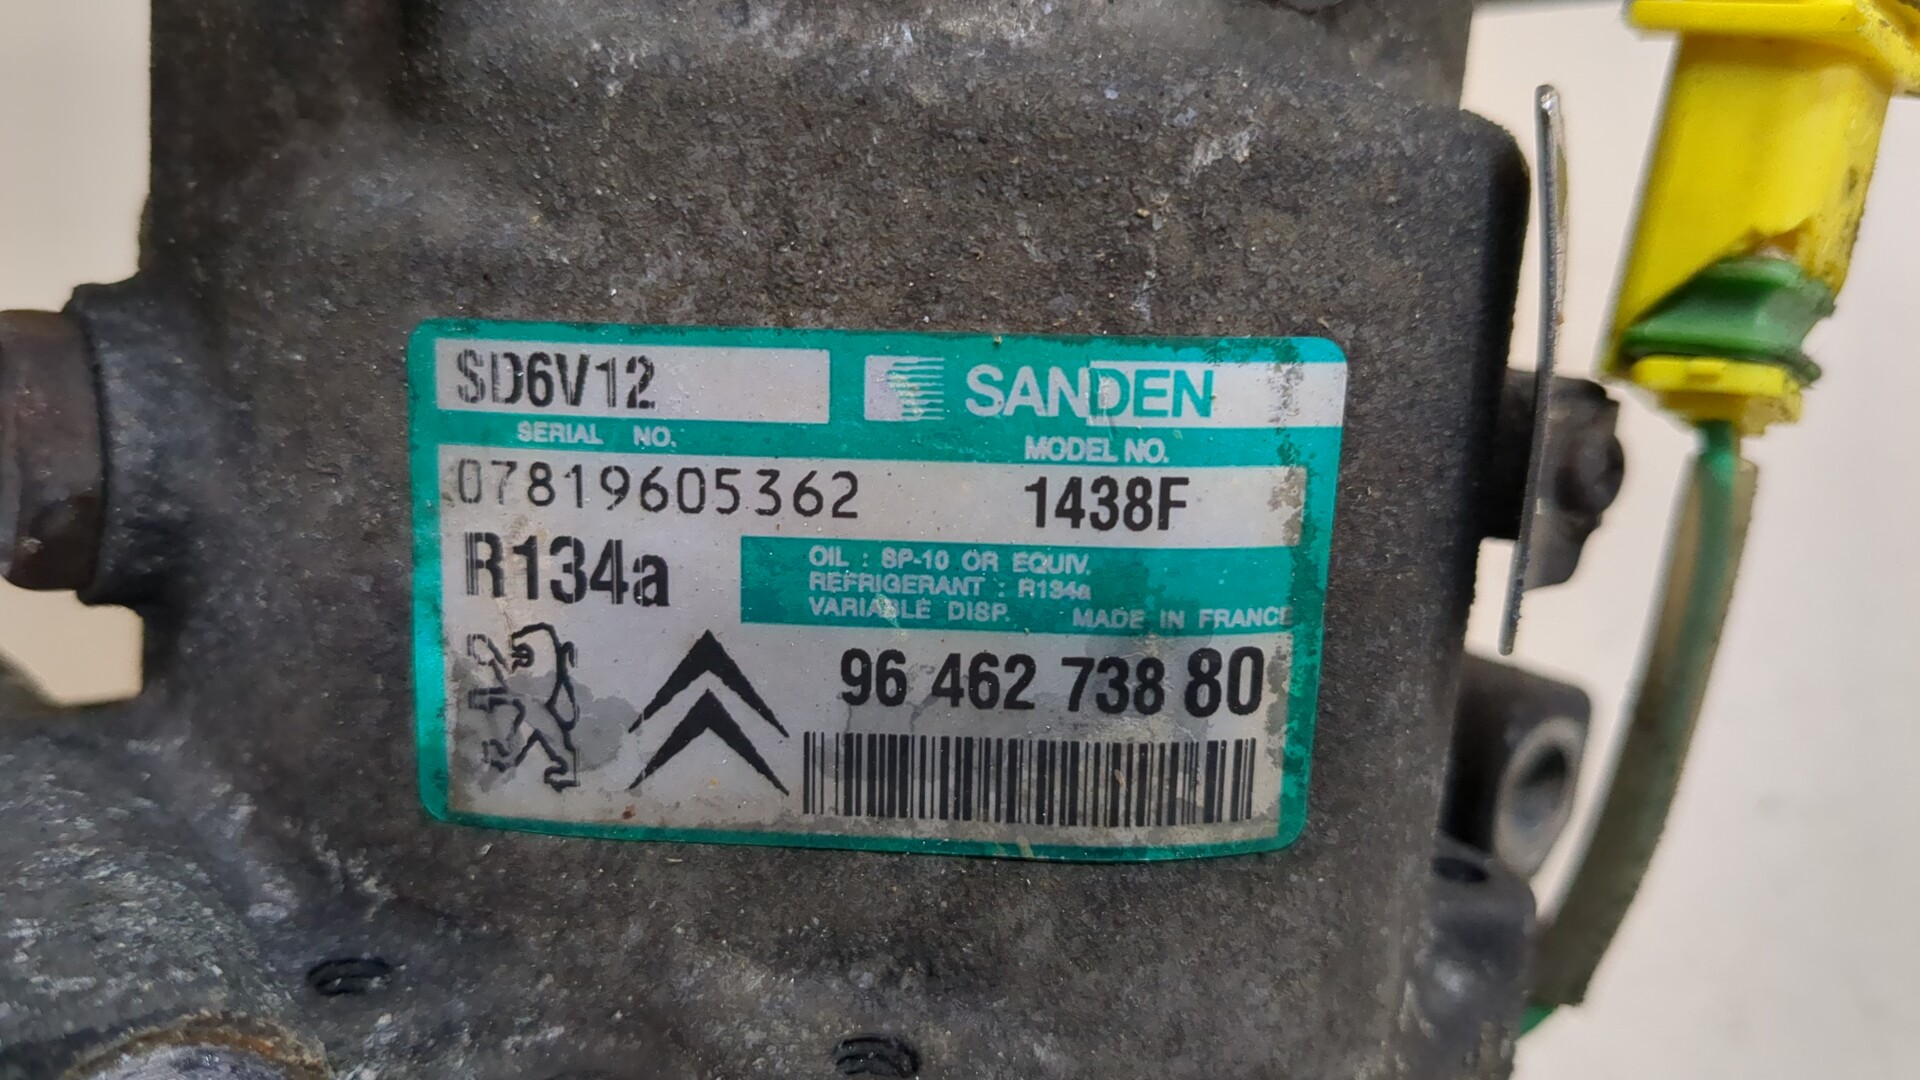 SD6V12 SANDEN
SERIAL NO. MODEL NO.
07819605362 1438F
R134a
OIL : SP-10 OR EQUIV.
REFRIGERANT : R134a
VARIABLE DISP. MADE IN FRANCE
96 462 738 80